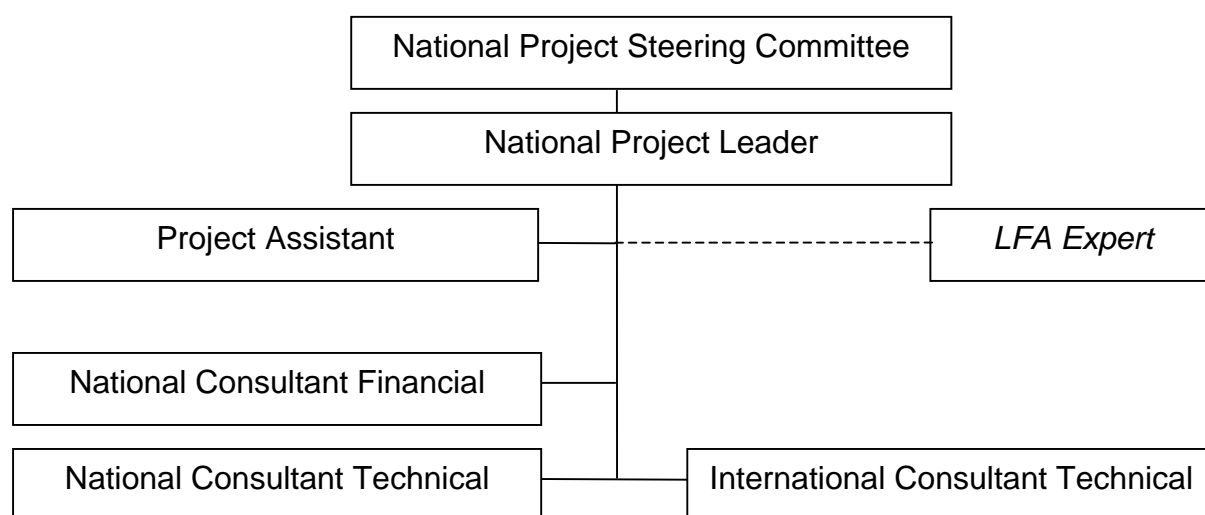 National Project Steering Committee
National Project Leader
Project Assistant
LFA Expert
National Consultant Financial
National Consultant Technical
International Consultant Technical